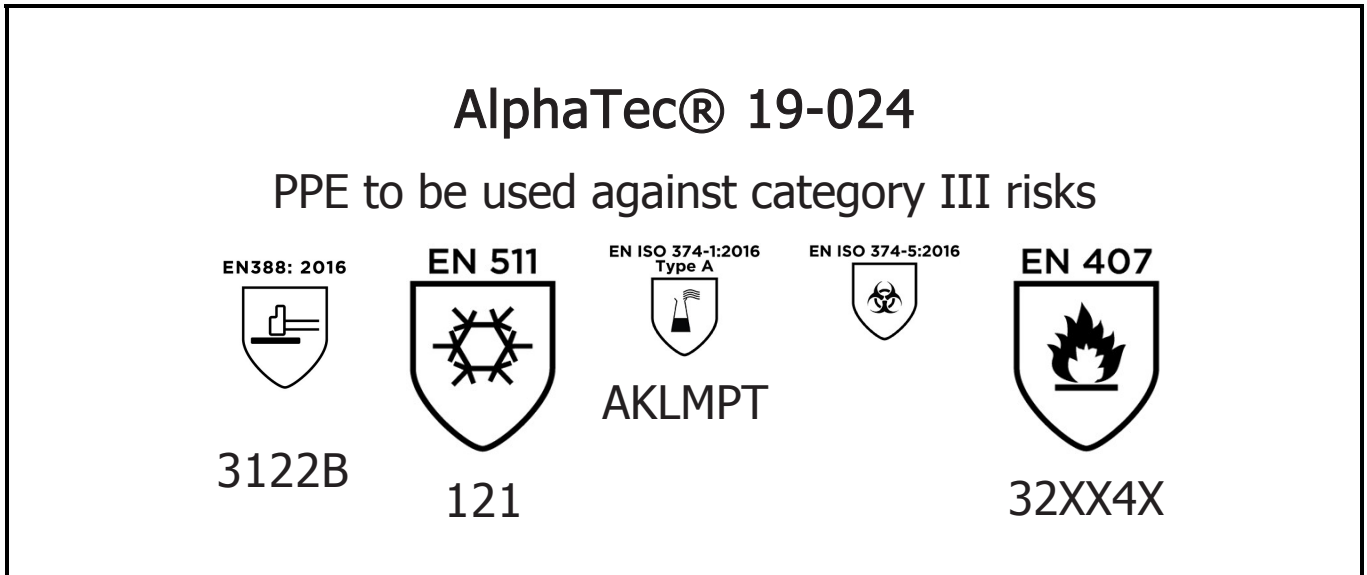 AlphaTec® 19-024
PPE to be used against category III risks
EN388: 2016
3122B
EN 511
121
EN ISO 374-1:2016
Type A
AKLMPT
EN ISO 374-5:2016
EN 407
32XX4X